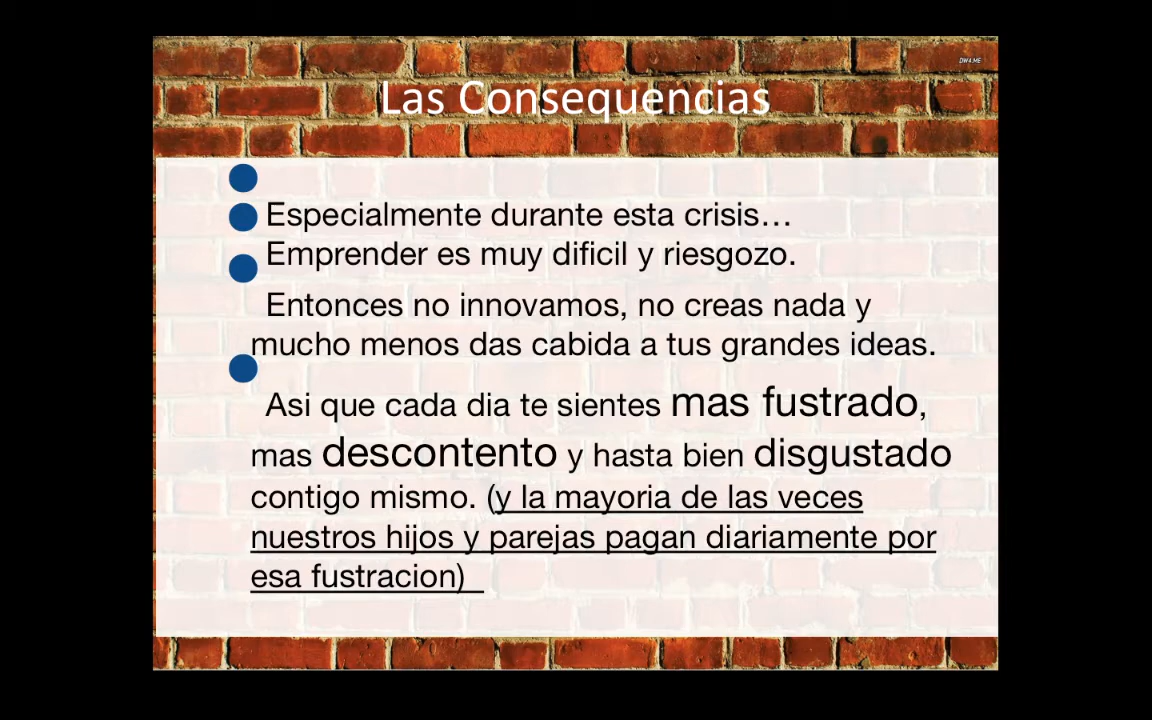 DW4.ME
Las Consequencias
Especialmente durante esta crisis…
Emprender es muy dificil y riesgozo.
Entonces no innovamos, no creas nada y
mucho menos das cabida a tus grandes ideas.
Asi que cada dia te sientes mas fustrado,
mas descontento y hasta bien disgustado
contigo mismo. (y la mayoria de las veces
nuestros hijos y parejas pagan diariamente por
esa fustracion)